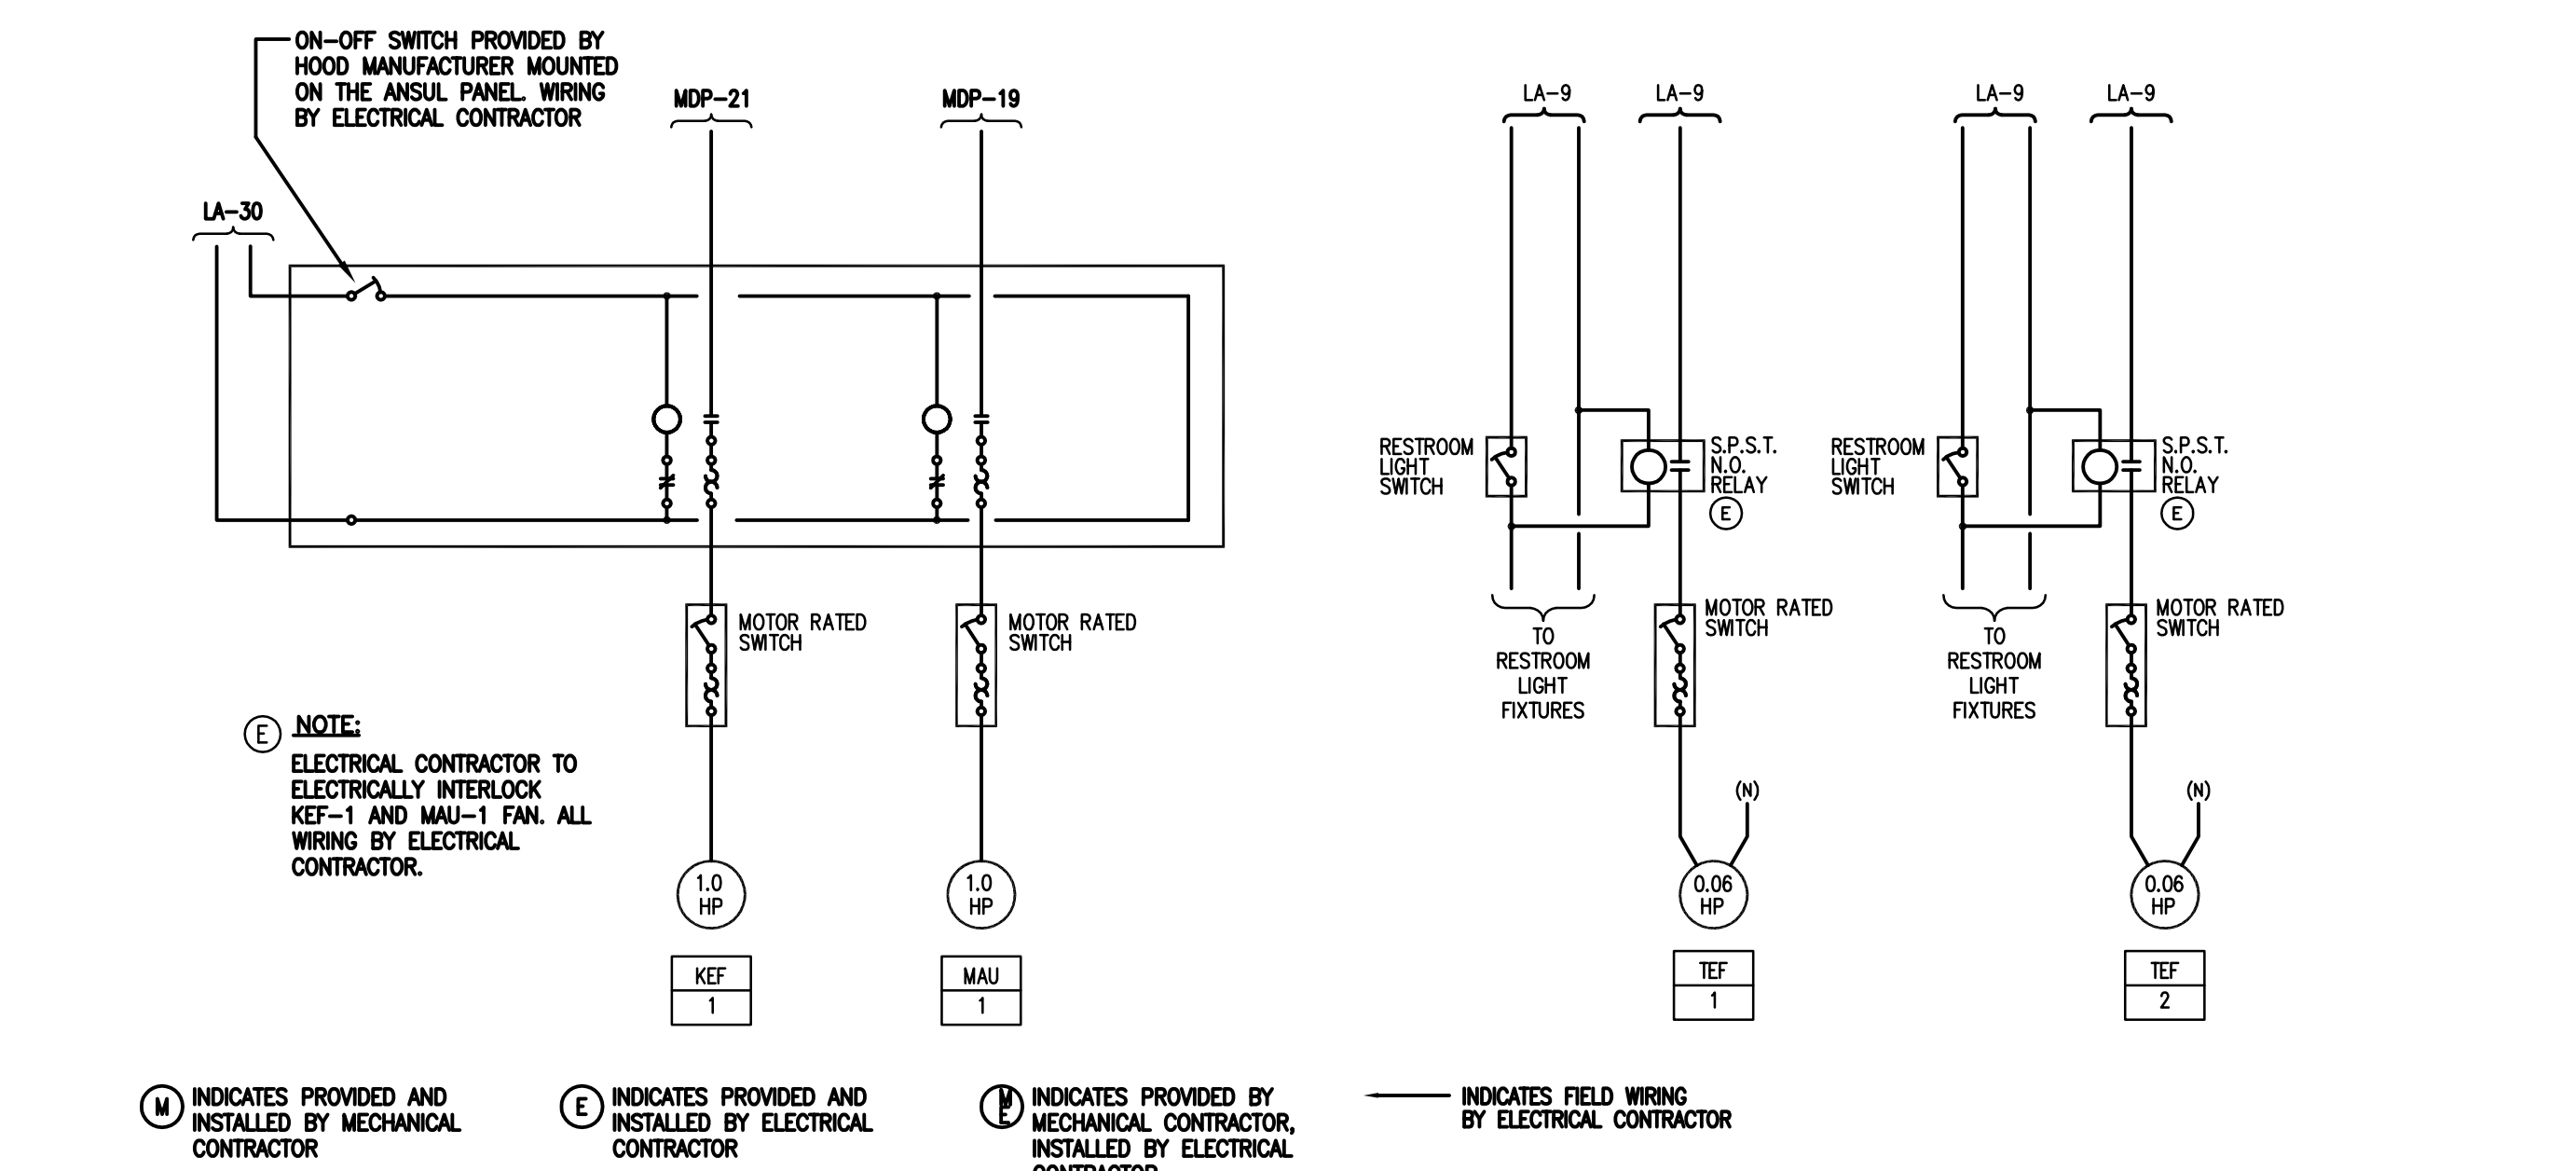 ON-OFF SWITCH PROVIDED BY
HOOD MANUFACTURER MOUNTED
ON THE ANSUL PANEL. WIRING
BY ELECTRICAL CONTRACTOR
LA-30
MDP-21
MDP-19
MOTOR RATED
SWITCH
MOTOR RATED
SWITCH
E NOTE:
ELECTRICAL CONTRACTOR TO
ELECTRICALLY INTERLOCK
KEF-1 AND MAU-1 FAN. ALL
WIRING BY ELECTRICAL
CONTRACTOR.
1.0
HP
1.0
HP
KEF
1
MAU
1
LA-9
LA-9
RESTROOM
LIGHT
SWITCH
S.P.S.T.
N.O.
RELAY
E
TO
RESTROOM
LIGHT
FIXTURES
MOTOR RATED
SWITCH
(N)
0.06
HP
TEF
1
LA-9
LA-9
RESTROOM
LIGHT
SWITCH
S.P.S.T.
N.O.
RELAY
E
TO
RESTROOM
LIGHT
FIXTURES
MOTOR RATED
SWITCH
(N)
0.06
HP
TEF
2
M INDICATES PROVIDED AND
INSTALLED BY MECHANICAL
CONTRACTOR
E INDICATES PROVIDED AND
INSTALLED BY ELECTRICAL
CONTRACTOR
M
E
INDICATES PROVIDED BY
MECHANICAL CONTRACTOR,
INSTALLED BY ELECTRICAL
CONTRACTOR
INDICATES FIELD WIRING
BY ELECTRICAL CONTRACTOR